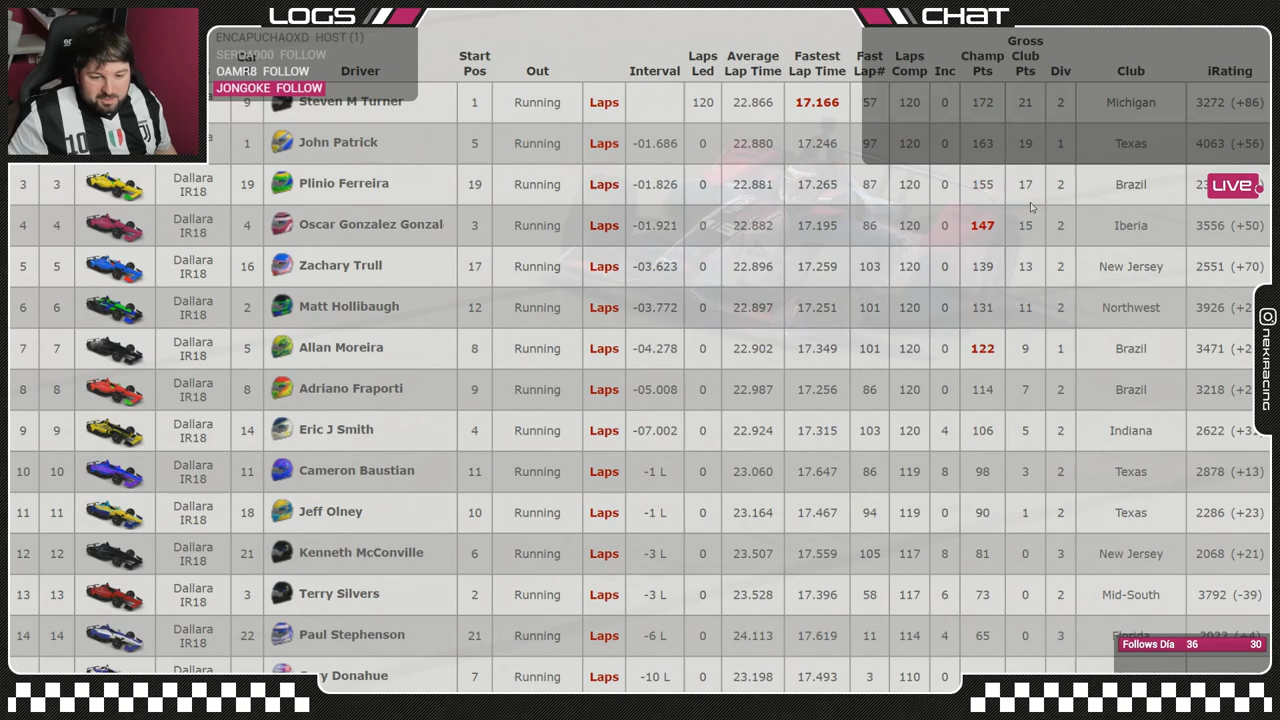 LOGS
CHAT
ENCAPUCHAOXD HOST (1)
SERRA900 FOLLOW
OAMR8 FOLLOW
JONGOKE FOLLOW
Driver Start Pos Out Interval Laps Led Average Lap Time Fastest Lap Time Fast Lap# Laps Comp Inc Champ Pts Gross Club Pts Div Club iRating
9 Steven M Turner 1 Running Laps 120 22.866 17.166 57 120 0 172 21 2 Michigan 3272 (+86)
1 John Patrick 5 Running Laps -01.686 0 22.880 17.246 97 120 0 163 19 1 Texas 4063 (+56)
3 3 Dallara IR18 19 Plinio Ferreira 19 Running Laps -01.826 0 22.881 17.265 87 120 0 155 17 2 Brazil
LIVE
4 4 Dallara IR18 4 Oscar Gonzalez Gonzal 3 Running Laps -01.921 0 22.882 17.195 86 120 0 147 15 2 Iberia 3556 (+50)
5 5 Dallara IR18 16 Zachary Trull 17 Running Laps -03.623 0 22.896 17.259 103 120 0 139 13 2 New Jersey 2551 (+70)
6 6 Dallara IR18 2 Matt Hollibaugh 12 Running Laps -03.772 0 22.897 17.251 101 120 0 131 11 2 Northwest 3926 (+2
7 7 Dallara IR18 5 Allan Moreira 8 Running Laps -04.278 0 22.902 17.349 101 120 0 122 9 1 Brazil 3471 (+2
8 8 Dallara IR18 8 Adriano Fraporti 9 Running Laps -05.008 0 22.987 17.256 86 120 0 114 7 2 Brazil 3218 (+2
9 9 Dallara IR18 14 Eric J Smith 4 Running Laps -07.002 0 22.924 17.315 103 120 4 106 5 2 Indiana 2622 (+3
10 10 Dallara IR18 11 Cameron Baustian 11 Running Laps -1 L 0 23.060 17.647 86 119 8 98 3 2 Texas 2878 (+13)
11 11 Dallara IR18 18 Jeff Olney 10 Running Laps -1 L 0 23.164 17.467 94 119 0 90 1 2 Texas 2286 (+23)
12 12 Dallara IR18 21 Kenneth McConville 6 Running Laps -3 L 0 23.507 17.559 105 117 8 81 0 3 New Jersey 2068 (+21)
13 13 Dallara IR18 3 Terry Silvers 2 Running Laps -3 L 0 23.528 17.396 58 117 6 73 0 2 Mid-South 3792 (-39)
14 14 Dallara IR18 22 Paul Stephenson 21 Running Laps -6 L 0 24.113 17.619 11 114 4 65 0 3 Florida
Donahue 7 Running Laps -10 L 0 23.198 17.493 3 110 0
Follows Día 36 30
nekiracing